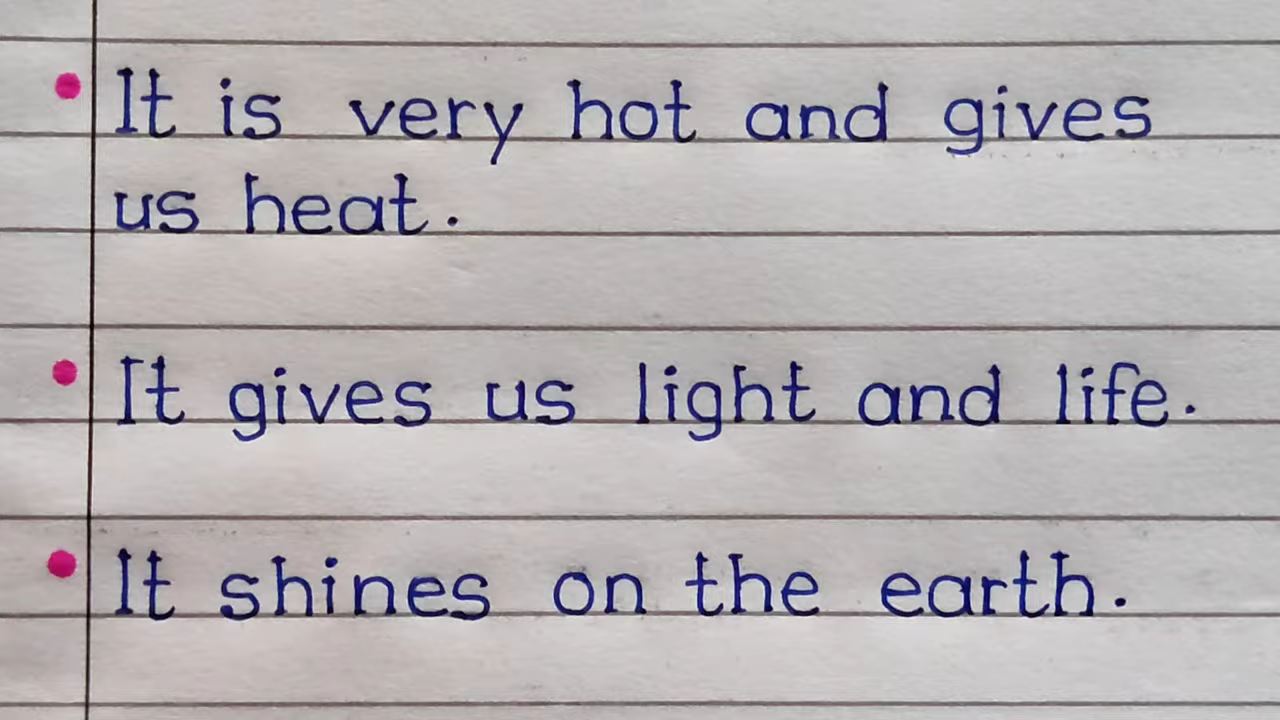 It is very hot and gives
us heat.
It gives us light and life.
It shines on the earth.